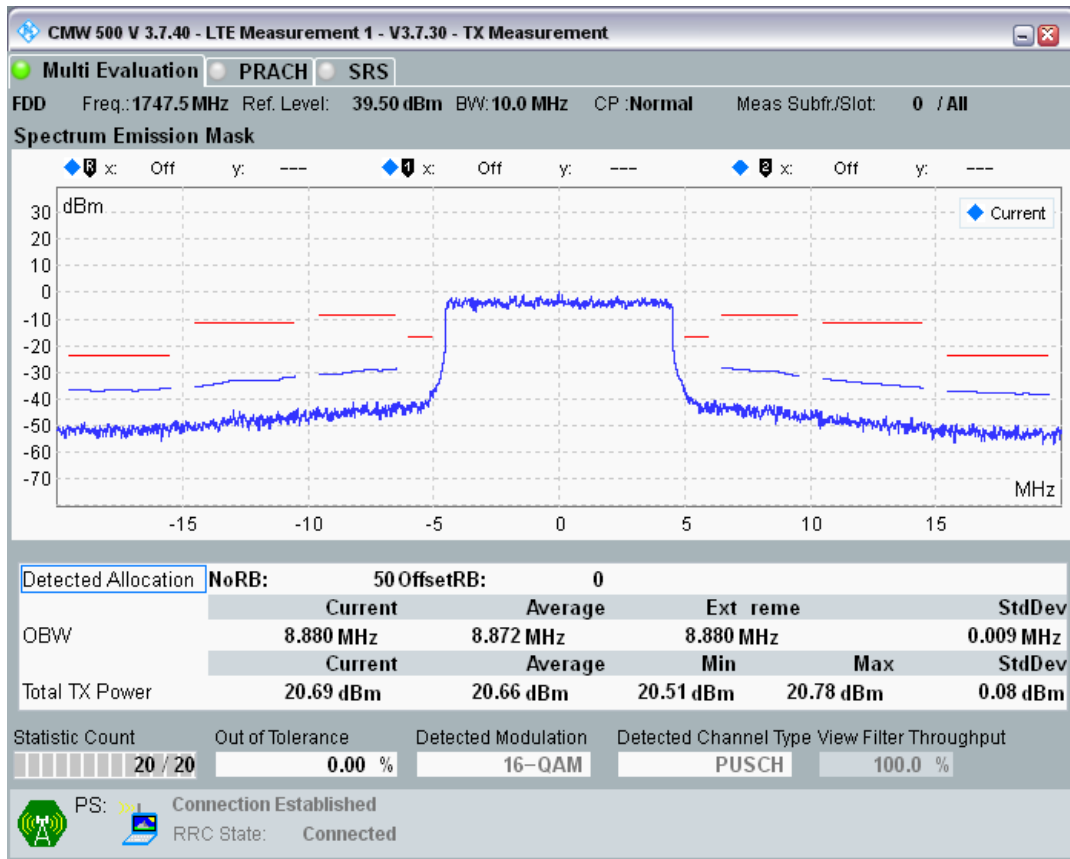 CMW 500 V 3.7.40 - LTE Measurement 1 - V3.7.30 - TX Measurement
Multi Evaluation PRACH SRS
FDD Freq.: 1747.5 MHz Ref. Level: 39.50 dBm BW: 10.0 MHz CP : Normal Meas Subfr./Slot: 0 / All
Spectrum Emission Mask
R x: Off y: --- 1 x: Off y: --- 2 x: Off y: ---
dBm
Current
30
20
10
0
-10
-20
-30
-40
-50
-60
-70
MHz
-15 -10 -5 0 5 10 15
Detected Allocation NoRB: 50 OffsetRB: 0
Current Average Ext reme StdDev
OBW 8.880 MHz 8.872 MHz 8.880 MHz 0.009 MHz
Current Average Min Max StdDev
Total TX Power 20.69 dBm 20.66 dBm 20.51 dBm 20.78 dBm 0.08 dBm
Statistic Count Out of Tolerance Detected Modulation Detected Channel Type View Filter Throughput
20 / 20 0.00 % 16-QAM PUSCH 100.0 %
PS: Connection Established
RRC State: Connected